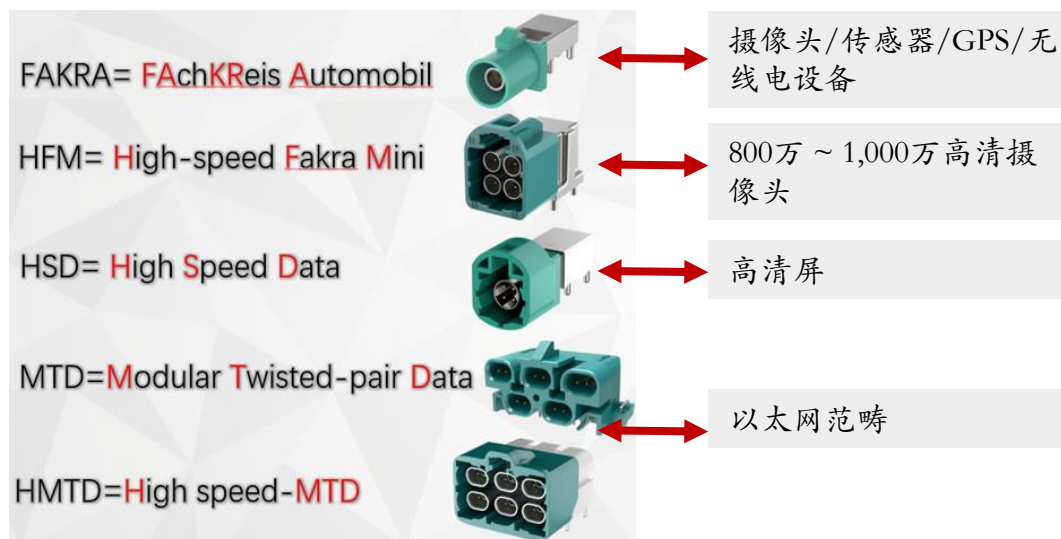 FAKRA= FAchKReis Automobil
摄像头/传感器/GPS/无
线电设备
HFM= High-speed Fakra Mini
800万 ~ 1,000万高清摄
像头
HSD= High Speed Data
高清屏
MTD=Modular Twisted-pair Data
以太网范畴
HMTD=High speed-MTD